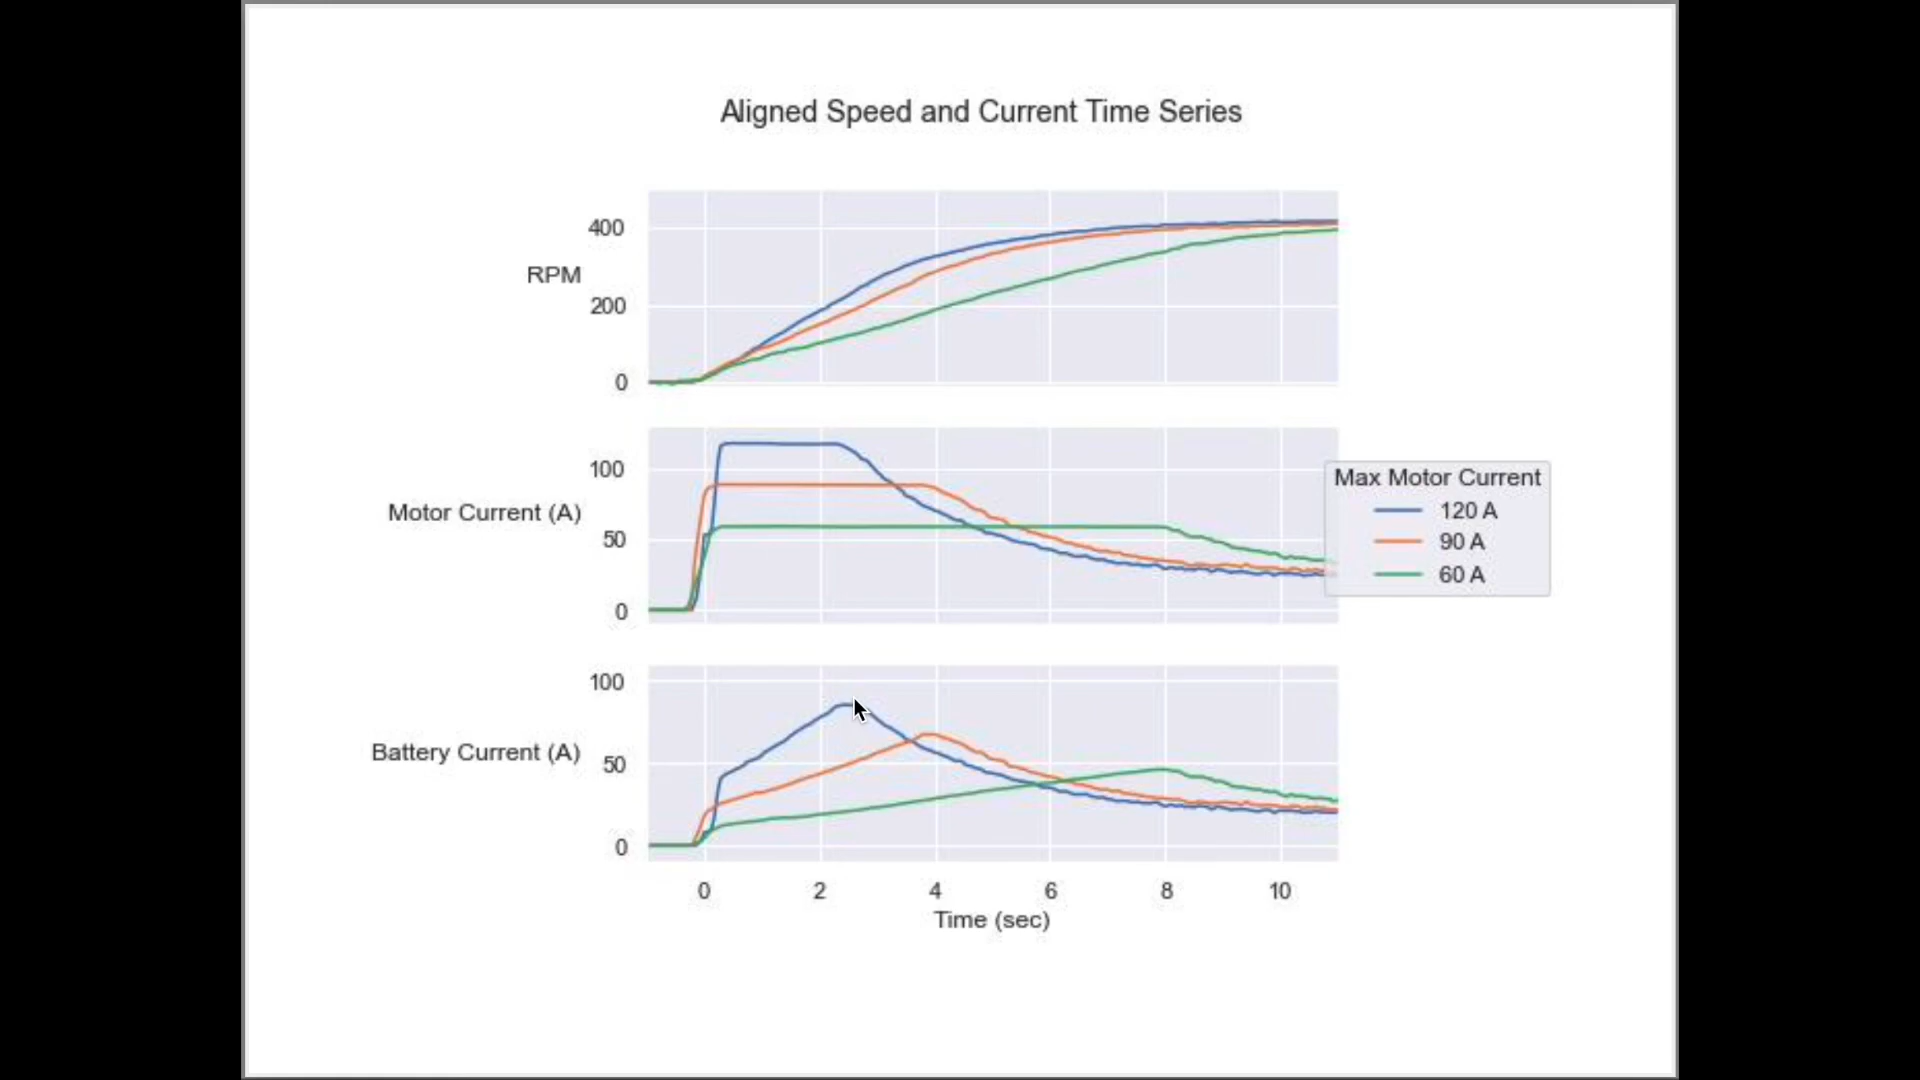 Aligned Speed and Current Time Series
400
RPM
200
0
100
Motor Current (A)
50
0
Max Motor Current
120 A
90 A
60 A
100
Battery Current (A)
50
0
0 2 4 6 8 10
Time (sec)